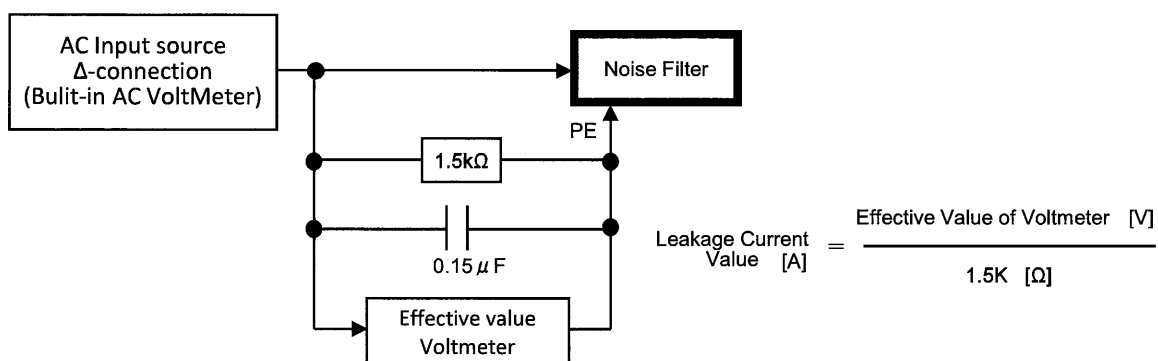 AC Input source
Δ-connection
(Bulit-in AC VoltMeter)
Noise Filter
PE
1.5kΩ
0.15μF
Effective value
Voltmeter
Leakage Current
Value [A]
=
Effective Value of Voltmeter [V]
1.5K [Ω]